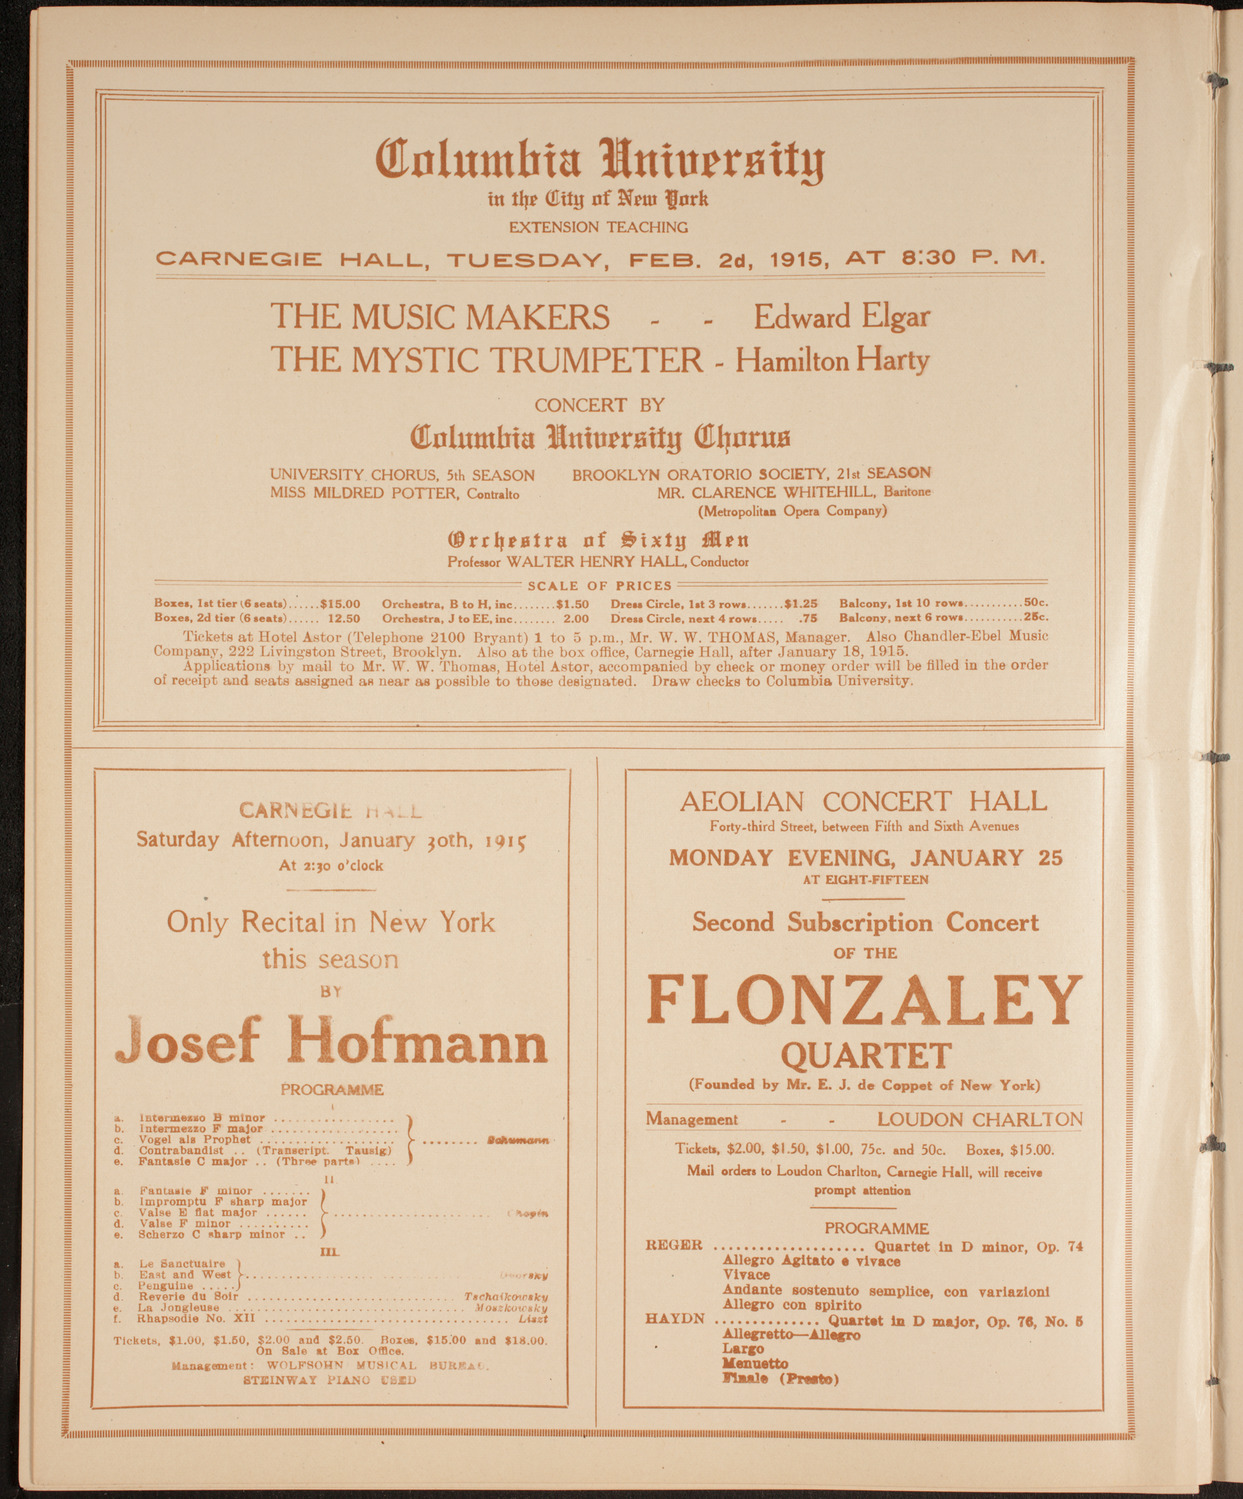 Columbia University
in the City of New York
EXTENSION TEACHING
CARNEGIE HALL, TUESDAY, FEB. 2d, 1915, AT 8:30 P. M.
THE MUSIC MAKERS - - Edward Elgar
THE MYSTIC TRUMPETER - Hamilton Harty
CONCERT BY
Columbia University Chorus
UNIVERSITY CHORUS, 5th SEASON BROOKLYN ORATORIO SOCIETY, 21st SEASON
MISS MILDRED POTTER, Contralto MR. CLARENCE WHITEHILL, Baritone
(Metropolitan Opera Company)
Orchestra of Sixty Men
Professor WALTER HENRY HALL, Conductor
SCALE OF PRICES
Boxes, 1st tier (6 seats)......$15.00 Orchestra, B to H, inc........$1.50 Dress Circle, 1st 3 rows.......$1.25 Balcony, 1st 10 rows...........50c.
Boxes, 2d tier (6 seats)...... 12.50 Orchestra, J to EE, inc........ 2.00 Dress Circle, next 4 rows..... .75 Balcony, next 6 rows...........25c.
Tickets at Hotel Astor (Telephone 2100 Bryant) 1 to 5 p.m., Mr. W. W. THOMAS, Manager. Also Chandler-Ebel Music
Company, 222 Livingston Street, Brooklyn. Also at the box office, Carnegie Hall, after January 18, 1915.
Applications by mail to Mr. W. W. Thomas, Hotel Astor, accompanied by check or money order will be filled in the order
of receipt and seats assigned as near as possible to those designated. Draw checks to Columbia University.
CARNEGIE HALL
Saturday Afternoon, January 30th, 1915
At 2:30 o'clock
Only Recital in New York
this season
BY
Josef Hofmann
PROGRAMME
I
a. Intermezzo B minor ................
b. Intermezzo F major .................
c. Vogel als Prophet ................... ........ Schumann
d. Contrabandist .. (Transcript. Tausig)
e. Fantasie C major .. (Three parts) ....
II
a. Fantasie F minor .......
b. Impromptu F sharp major
c. Valse E flat major ...... ........................ Chopin
d. Valse F minor ..........
e. Scherzo C sharp minor ..
III.
a. Le Sanctuaire
b. East and West ............................... Dvorsky
c. Penguine .....
d. Reverie du Soir ............................ Tschaikowsky
e. La Jongleuse ................................ Moszkowsky
f. Rhapsodie No. XII ................................ Liszt
Tickets, $1.00, $1.50, $2.00 and $2.50. Boxes, $15.00 and $18.00.
On Sale at Box Office.
Management: WOLFSOHN MUSICAL BUREAU.
STEINWAY PIANO USED
AEOLIAN CONCERT HALL
Forty-third Street, between Fifth and Sixth Avenues
MONDAY EVENING, JANUARY 25
AT EIGHT-FIFTEEN
Second Subscription Concert
OF THE
FLONZALEY
QUARTET
(Founded by Mr. E. J. de Coppet of New York)
Management - - LOUDON CHARLTON
Tickets, $2.00, $1.50, $1.00, 75c. and 50c. Boxes, $15.00.
Mail orders to Loudon Charlton, Carnegie Hall, will receive
prompt attention
PROGRAMME
REGER .................... Quartet in D minor, Op. 74
Allegro Agitato e vivace
Vivace
Andante sostenuto semplice, con variazioni
Allegro con spirito
HAYDN .............. Quartet in D major, Op. 76, No. 5
Allegretto—Allegro
Largo
Menuetto
Finale (Presto)